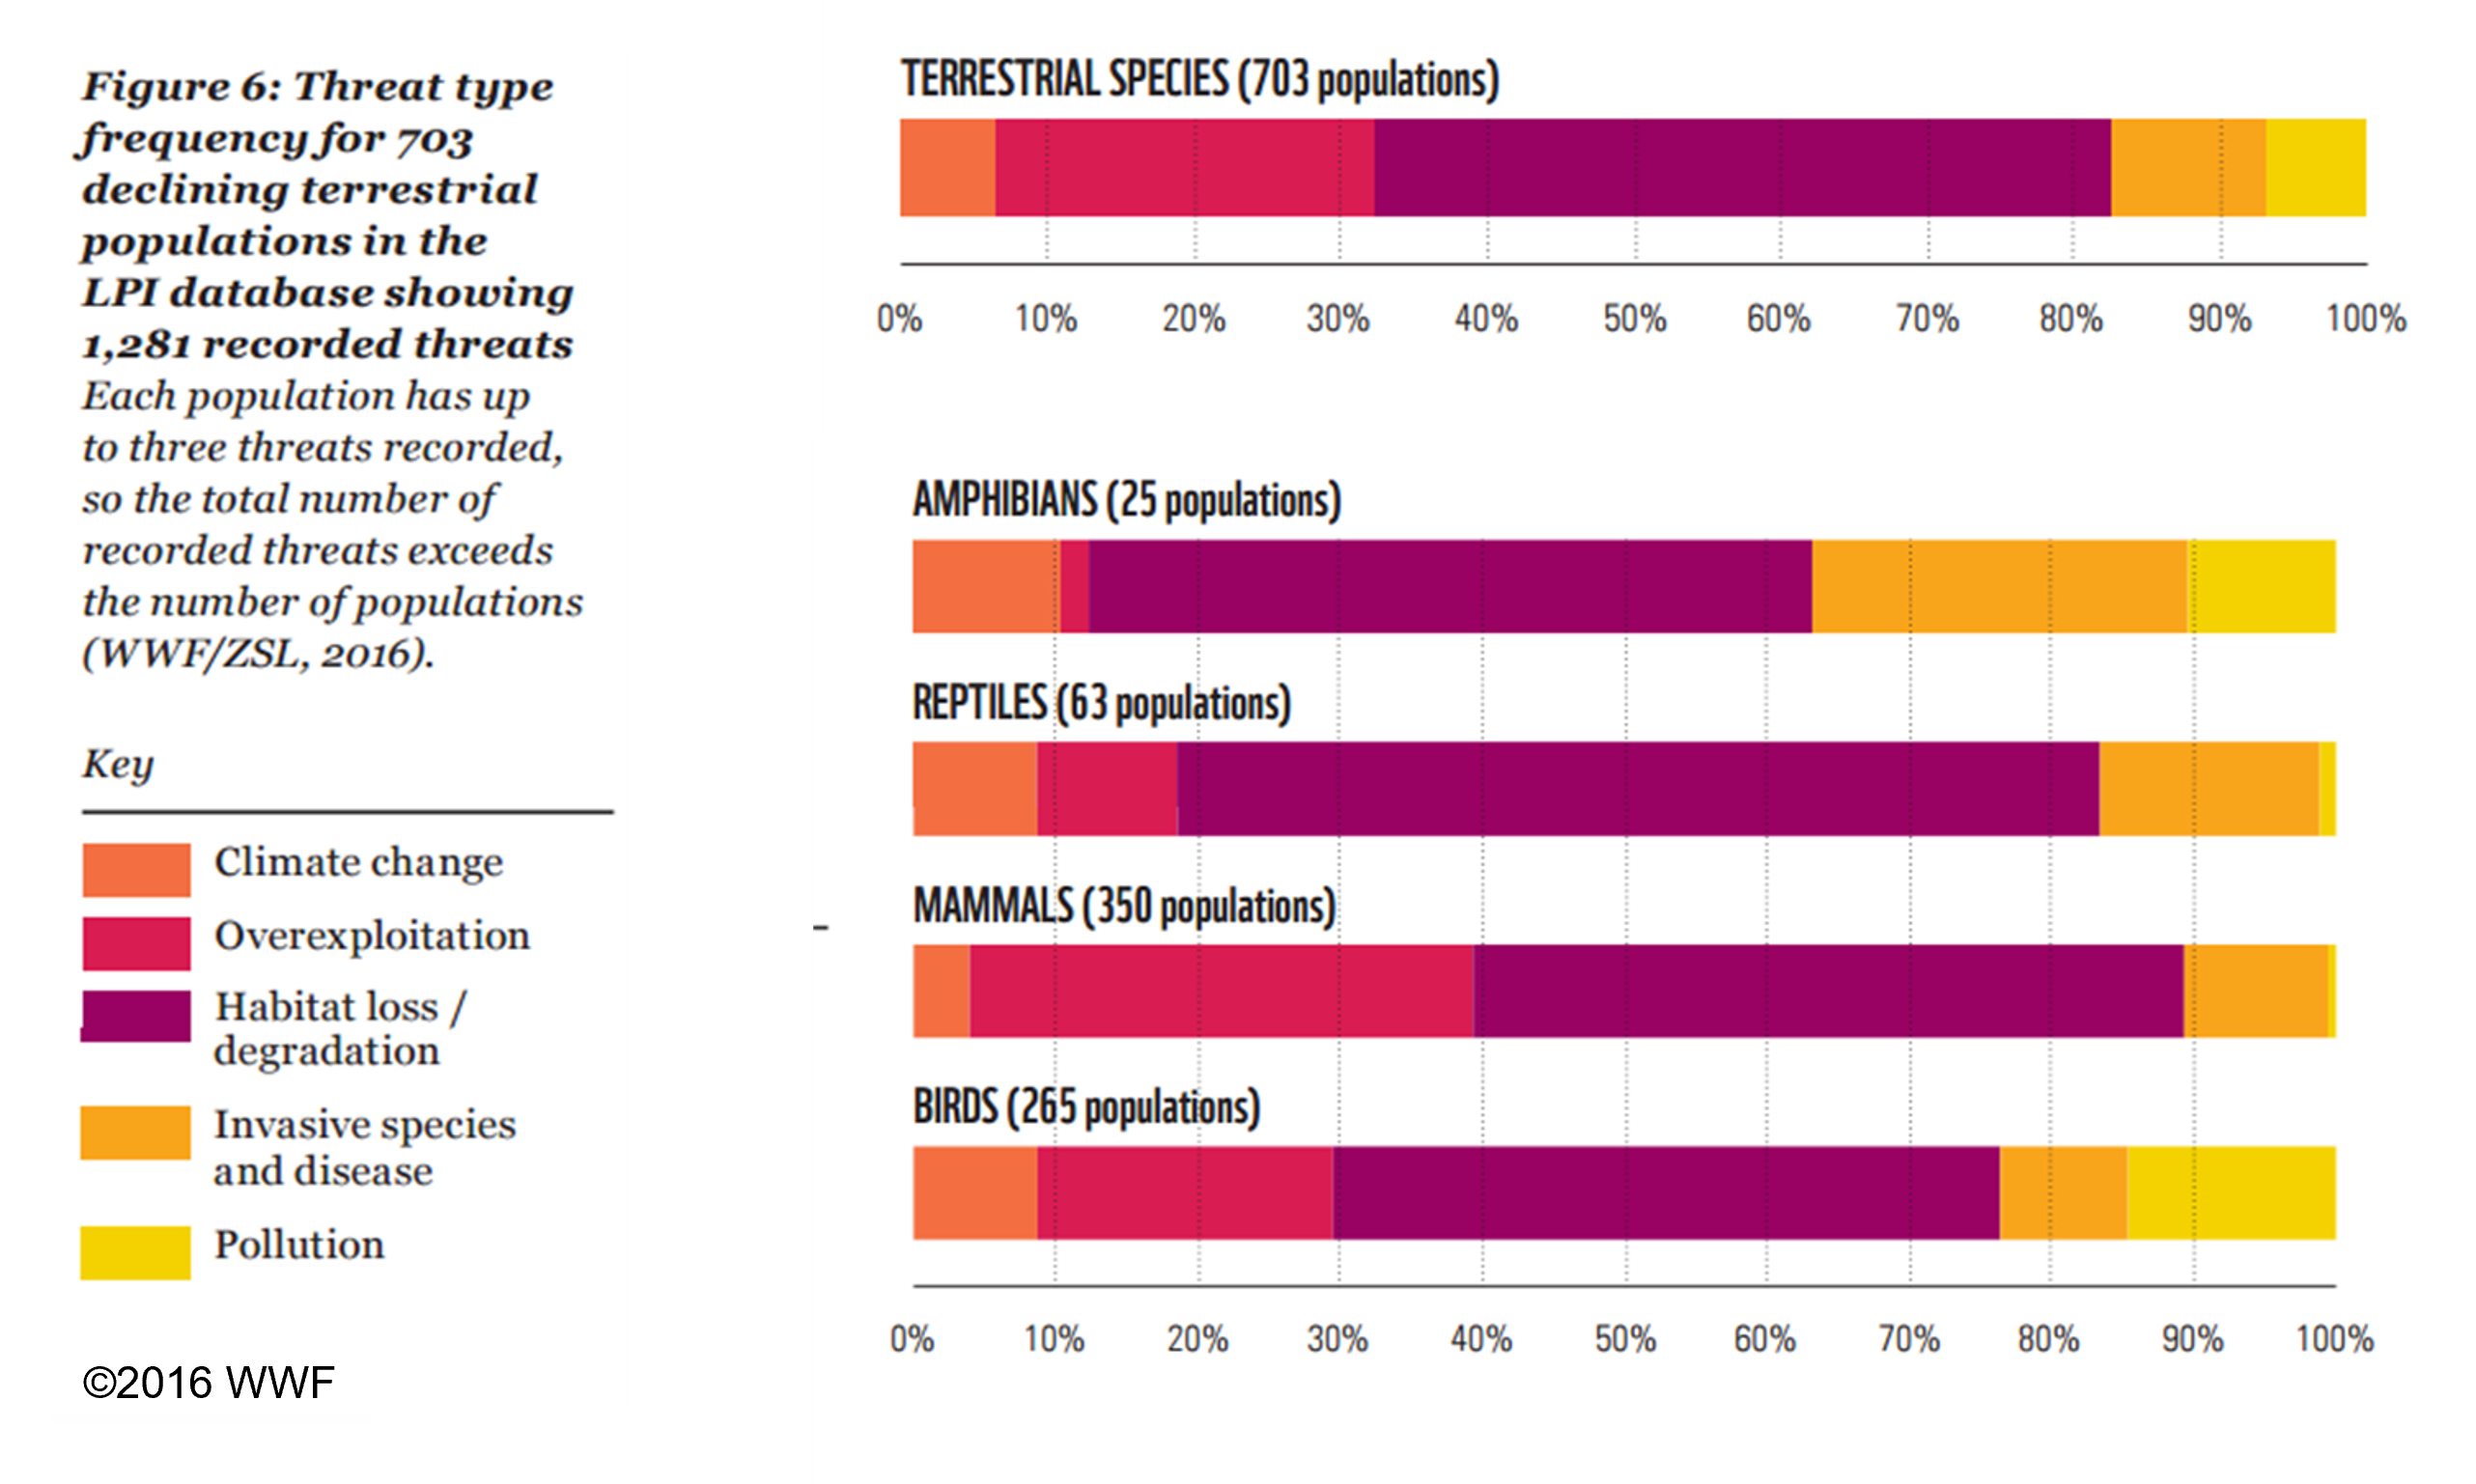 Figure 6: Threat type
frequency for 703
declining terrestrial
populations in the
LPI database showing
1,281 recorded threats
Each population has up
to three threats recorded,
so the total number of
recorded threats exceeds
the number of populations
(WWF/ZSL, 2016).
Key
Climate change
Overexploitation
Habitat loss /
degradation
Invasive species
and disease
Pollution
©2016 WWF
TERRESTRIAL SPECIES (703 populations)
0% 10% 20% 30% 40% 50% 60% 70% 80% 90% 100%
AMPHIBIANS (25 populations)
REPTILES (63 populations)
MAMMALS (350 populations)
BIRDS (265 populations)
0% 10% 20% 30% 40% 50% 60% 70% 80% 90% 100%